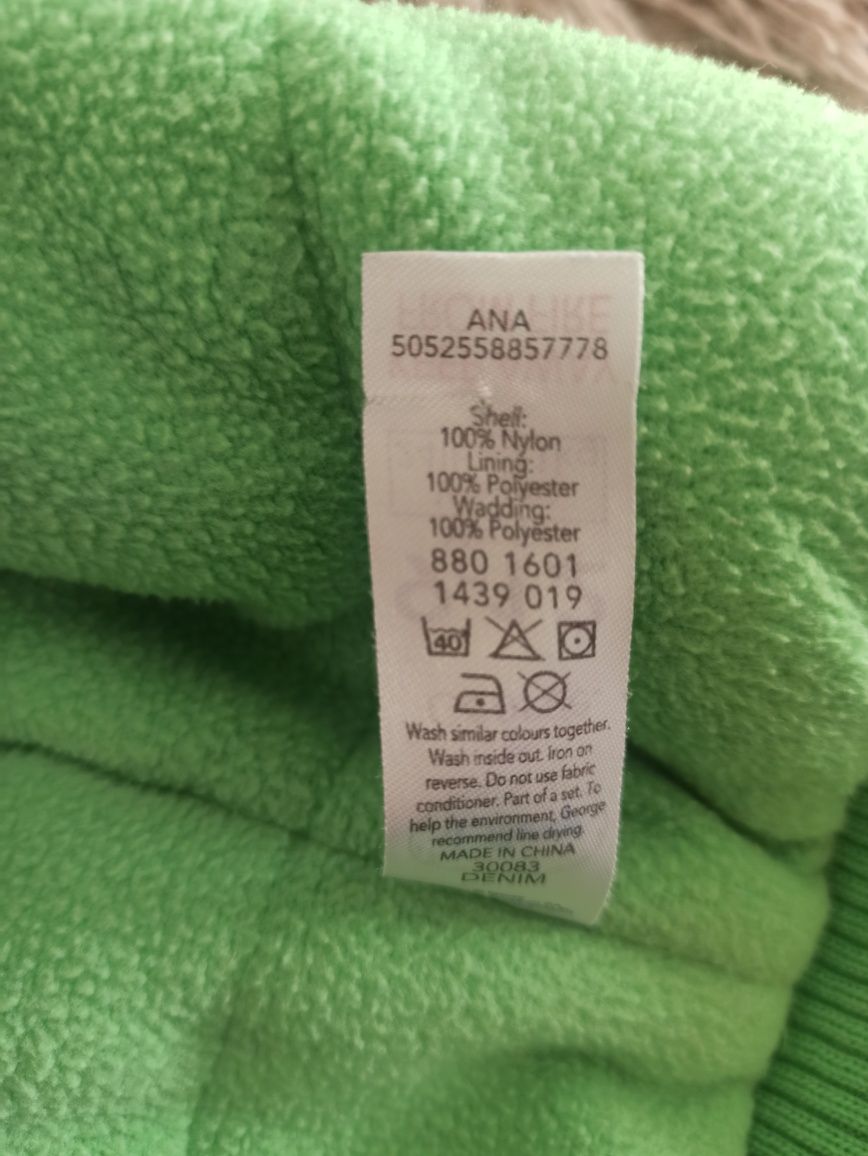 ANA
5052558857778
Shell:
100% Nylon
Lining:
100% Polyester
Wadding:
100% Polyester
880 1601
1439 019
40
Wash similar colours together.
Wash inside out. Iron on
reverse. Do not use fabric
conditioner. Part of a set. To
help the environment, George
recommend line drying.
MADE IN CHINA
30083
DENIM